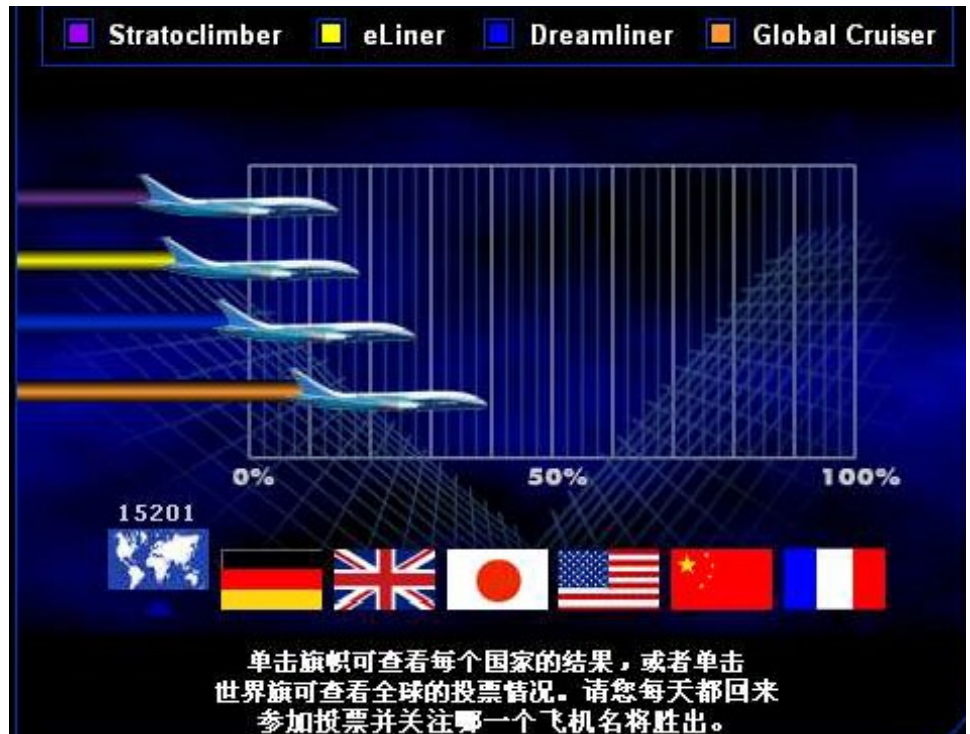 Stratoclimber eLiner Dreamliner Global Cruiser
0% 50% 100%
15201
单击旗帜可查看每个国家的结果，或者单击
世界旗可查看全球的投票情况。请您每天都回来
参加投票并关注哪一个飞机名将胜出。